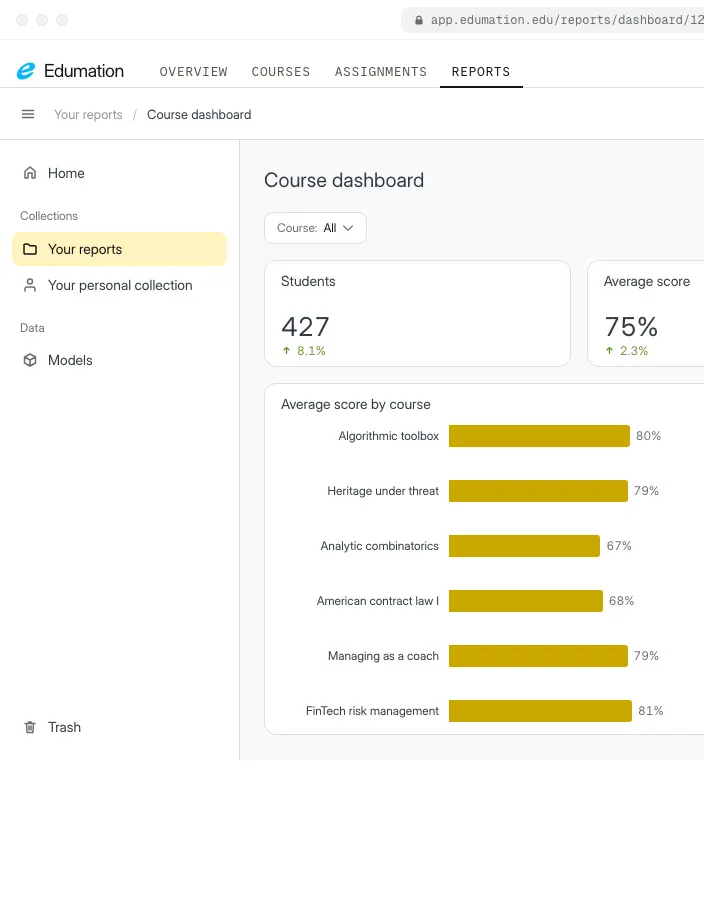 app.edumation.edu/reports/dashboard/12
Edumation OVERVIEW COURSES ASSIGNMENTS REPORTS
Your reports / Course dashboard
Home
Collections
Your reports
Your personal collection
Data
Models
Trash
Course dashboard
Course: All
Students
427
↑ 8.1%
Average score
75%
↑ 2.3%
Average score by course
Algorithmic toolbox 80%
Heritage under threat 79%
Analytic combinatorics 67%
American contract law I 68%
Managing as a coach 79%
FinTech risk management 81%